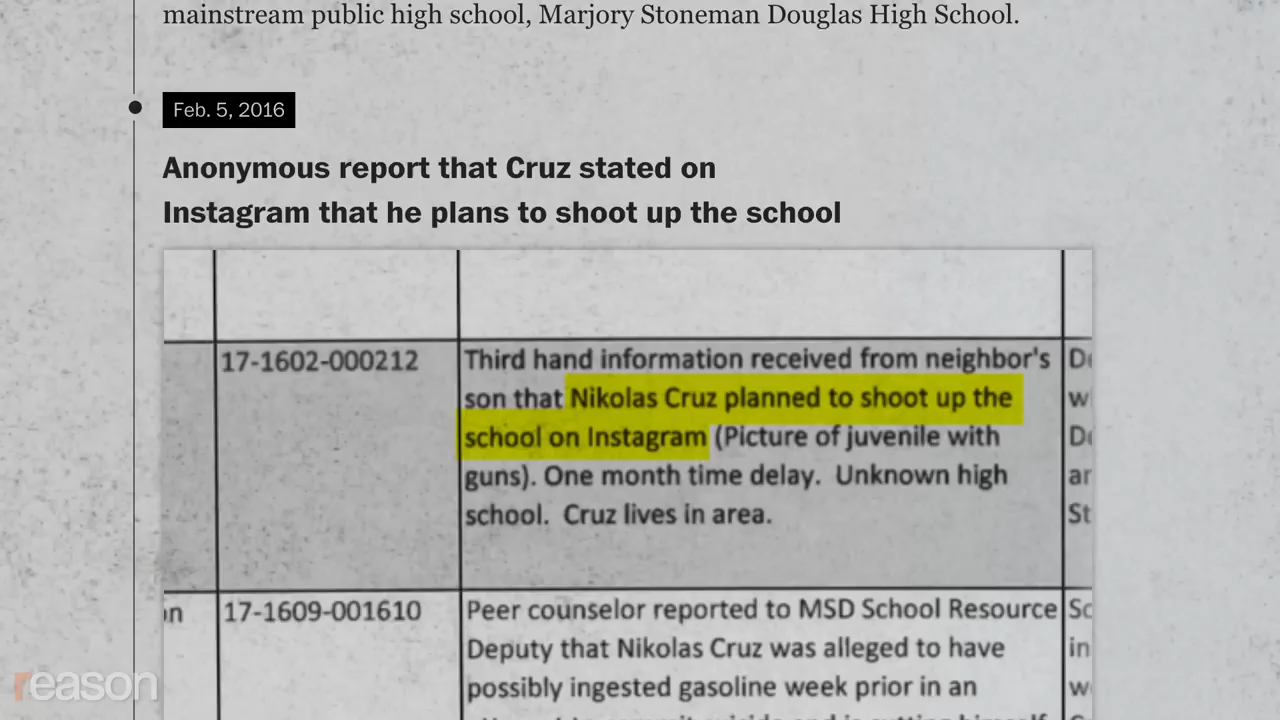 mainstream public high school, Marjory Stoneman Douglas High School.
Feb. 5, 2016
Anonymous report that Cruz stated on
Instagram that he plans to shoot up the school
17-1602-000212
Third hand information received from neighbor's
son that Nikolas Cruz planned to shoot up the
school on Instagram (Picture of juvenile with
guns). One month time delay. Unknown high
school. Cruz lives in area.
17-1609-001610
Peer counselor reported to MSD School Resource
Deputy that Nikolas Cruz was alleged to have
possibly ingested gasoline week prior in an
reason